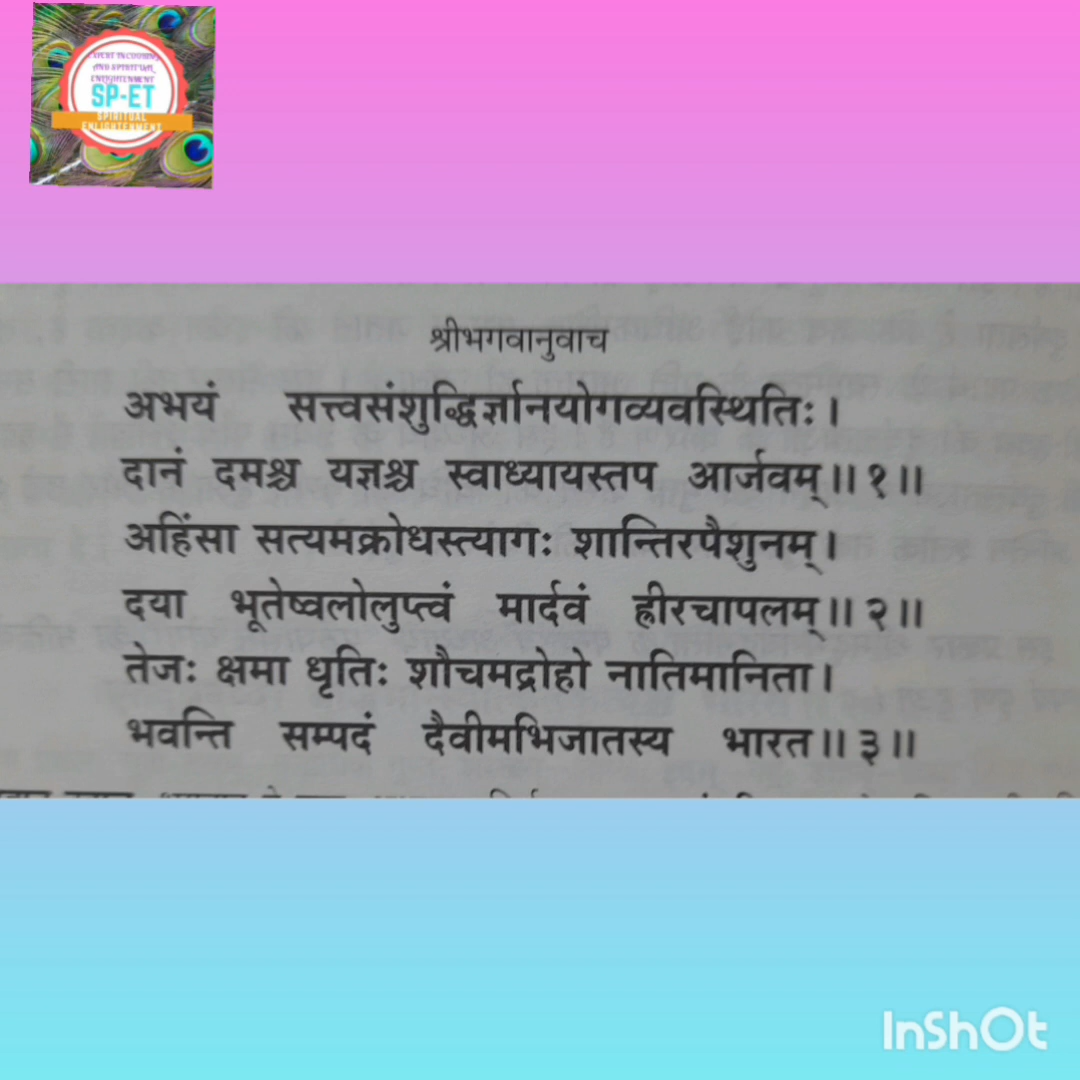 SP-ET
SPIRITUAL
ENLIGHTENMENT
श्रीभगवानुवाच
अभयं सत्त्वसंशुद्धिर्ज्ञानयोगव्यवस्थितिः।
दानं दमश्च यज्ञश्च स्वाध्यायस्तप आर्जवम्॥१॥
अहिंसा सत्यमक्रोधस्त्यागः शान्तिरपैशुनम्।
दया भूतेष्वलोलुप्त्वं मार्दवं ह्रीरचापलम्॥२॥
तेजः क्षमा धृतिः शौचमद्रोहो नातिमानिता।
भवन्ति सम्पदं दैवीमभिजातस्य भारत॥३॥
InShOt